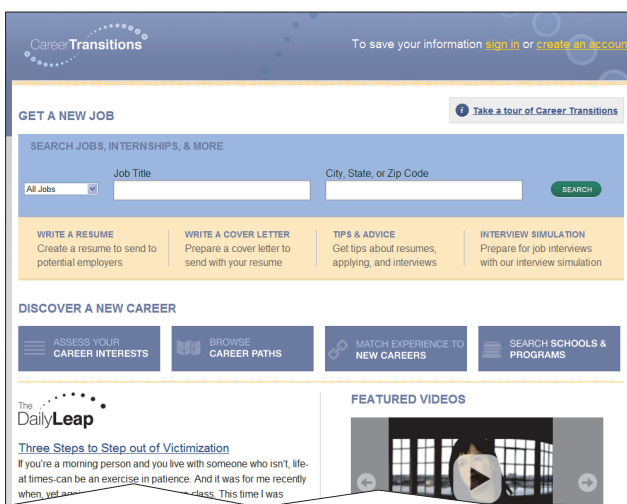 CareerTransitions
To save your information sign in or create an accoun
GET A NEW JOB
i Take a tour of Career Transitions
SEARCH JOBS, INTERNSHIPS, & MORE
Job Title
City, State, or Zip Code
All Jobs
SEARCH
WRITE A RESUME
Create a resume to send to
potential employers
WRITE A COVER LETTER
Prepare a cover letter to
send with your resume
TIPS & ADVICE
Get tips about resumes,
applying, and interviews
INTERVIEW SIMULATION
Prepare for job interviews
with our interview simulation
DISCOVER A NEW CAREER
ASSESS YOUR
CAREER INTERESTS
BROWSE
CAREER PATHS
MATCH EXPERIENCE TO
NEW CAREERS
SEARCH SCHOOLS &
PROGRAMS
The
DailyLeap
Three Steps to Step out of Victimization
If you're a morning person and you live with someone who isn't, life-
at times-can be an exercise in patience. And it was for me recently
when, yet class. This time I was
FEATURED VIDEOS